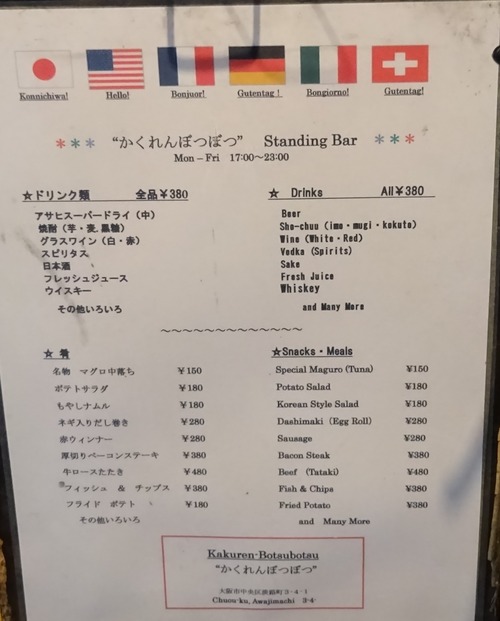 Konnichiwa! Hello! Bonjuor! Gutentag！ Bongiorno! Gutentag!
*** “かくれんぼつぼつ” Standing Bar ***
Mon – Fri 17:00～23:00
☆ドリンク類 全品￥380
アサヒスーパードライ（中）
焼酎（芋・麦.黒糖）
グラスワイン（白・赤）
スピリタス
日本酒
フレッシュジュース
ウイスキー
その他いろいろ
☆ Drinks All￥380
Beer
Sho-chuu (imo・mugi・kokuto)
Wine (White・Red)
Vodka (Spirits)
Sake
Fresh Juice
Whiskey
and Many More
～～～～～～～～～～～～～
☆ 肴
名物 マグロ中落ち ￥150
ポテトサラダ ￥180
もやしナムル ￥180
ネギ入りだし巻き ￥280
赤ウィンナー ￥280
厚切りベーコンステーキ ￥380
牛ロースたたき ￥480
フィッシュ & チップス ￥380
フライド ポテト ￥180
その他いろいろ
☆Snacks・Meals
Special Maguro (Tuna) ¥150
Potato Salad ¥180
Korean Style Salad ¥180
Dashimaki (Egg Roll) ¥280
Sausage ¥280
Bacon Steak ¥380
Beef (Tataki) ¥480
Fish & Chips ¥380
Fried Potato ¥380
and Many More
Kakuren-Botsubotsu
“かくれんぼつぼつ”
大阪市中央区淡路町3-4-1
Chuou-ku, Awajimachi 3-4-